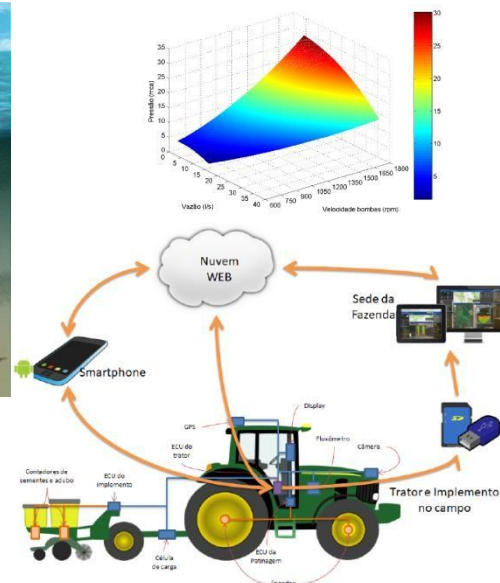 35
30
25
20
15
10
5
0
Pressão (mca)
0
5
10
15
20
25
30
35
40
Vazão (l/s)
600
750
900
1050
1200
1350
1500
1650
1800
Velocidade bombas (rpm)
30
25
20
15
10
5
Nuvem
WEB
Sede da
Fazenda
Smartphone
Display
GPS
ECU do
trator
Fluxômetro
Câmera
Contadores de
sementes e adubo
ECU do
implemento
Trator e Implemento
no campo
Célula
de carga
ECU da
Patinagem